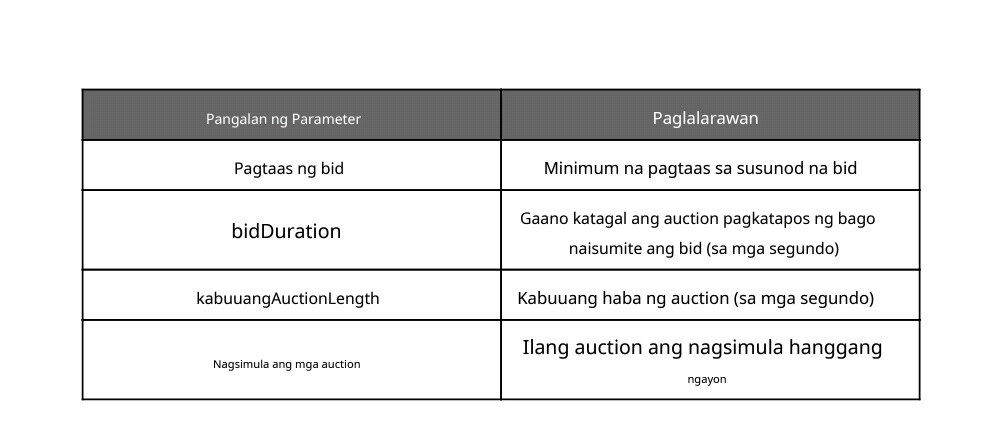 Pangalan ng Parameter
Paglalarawan
Pagtaas ng bid
Minimum na pagtaas sa susunod na bid
bidDuration
Gaano katagal ang auction pagkatapos ng bago
naisumite ang bid (sa mga segundo)
kabuuangAuctionLength
Kabuuang haba ng auction (sa mga segundo)
Nagsimula ang mga auction
Ilang auction ang nagsimula hanggang
ngayon